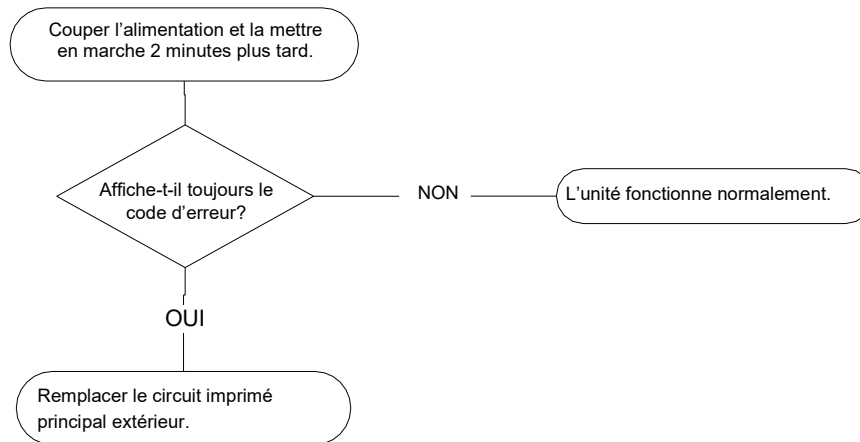 Couper l’alimentation et la mettre
en marche 2 minutes plus tard.
Affiche-t-il toujours le
code d’erreur?
NON
L’unité fonctionne normalement.
OUI
Remplacer le circuit imprimé
principal extérieur.